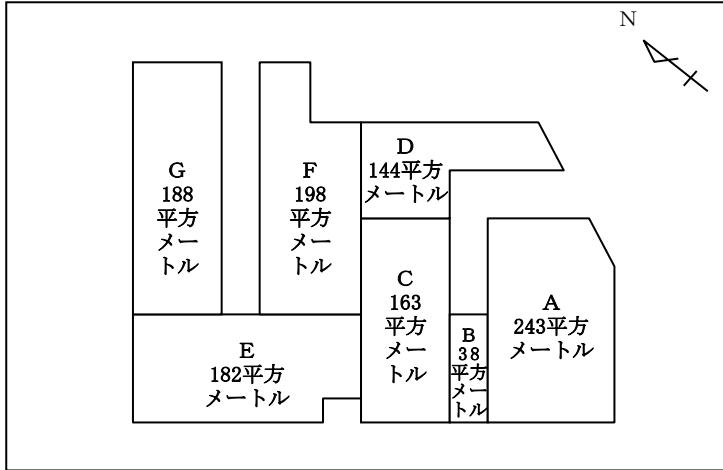 N
D
144平方
メートル
G
188
平方
メー
トル
F
198
平方
メー
トル
C
163
平方
メー
トル
A
243平方
メートル
B
38
平方
メー
トル
E
182平方
メートル